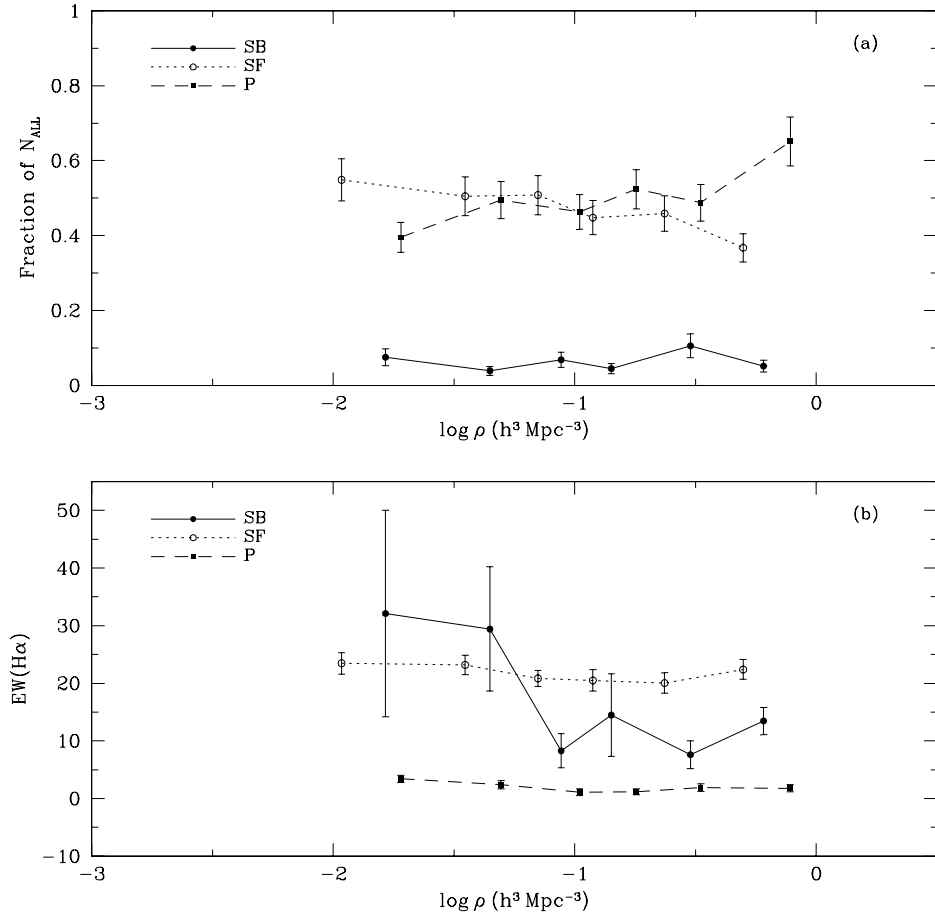 1
(a)
SB
SF
P
0.8
0.6
0.4
0.2
0
Fraction of N_ALL
−3
−2
−1
0
log ρ (h³ Mpc⁻³)
50
(b)
SB
SF
P
40
30
20
10
0
−10
EW(Hα)
−3
−2
−1
0
log ρ (h³ Mpc⁻³)